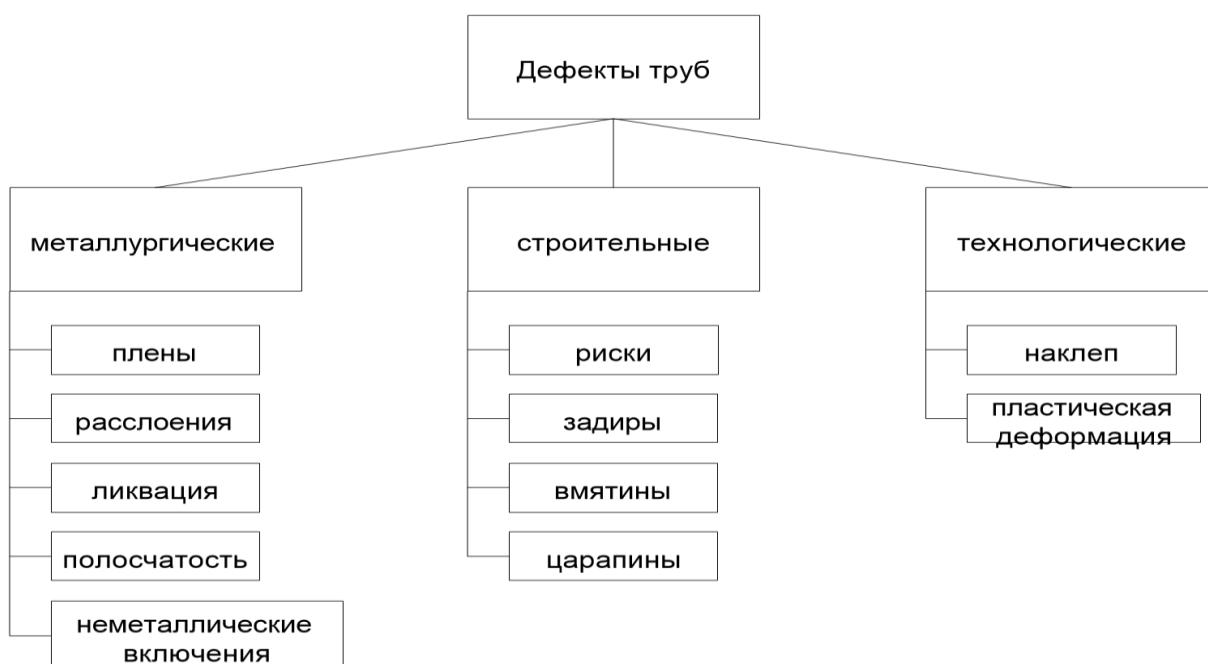 Дефекты труб
металлургические
строительные
технологические
плены
расслоения
ликвация
полосчатость
неметаллические
включения
риски
задиры
вмятины
царапины
наклеп
пластическая
деформация